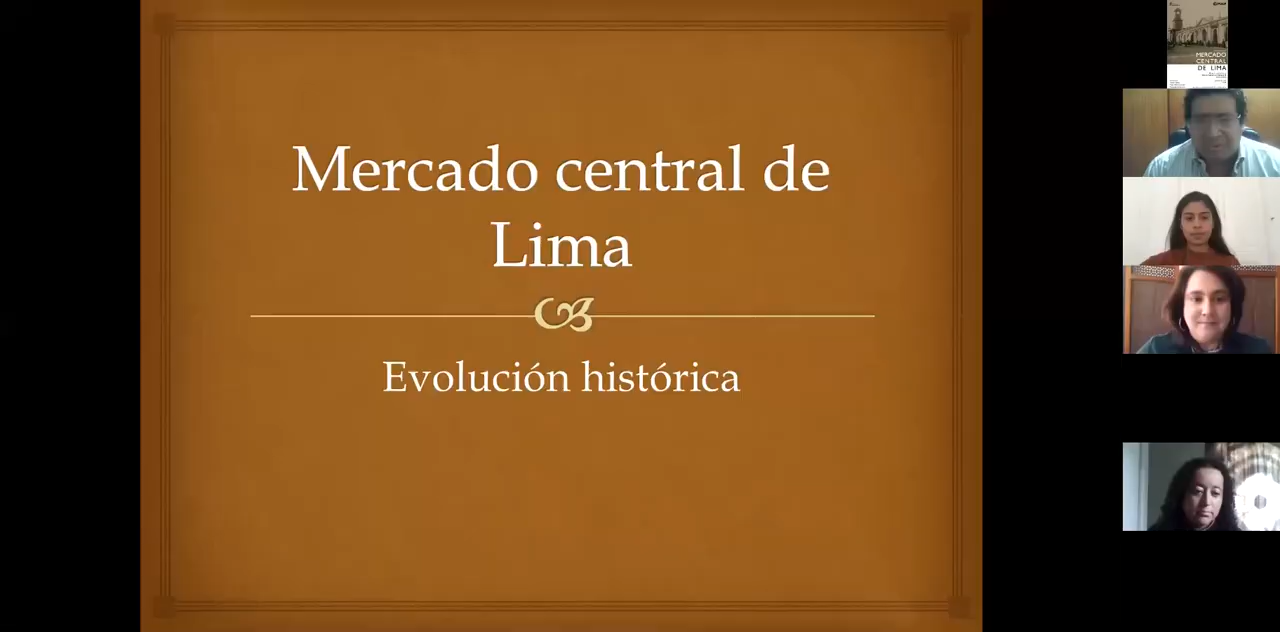 Mercado central de
Lima
Evolución histórica
MERCADO
CENTRAL
DE LIMA